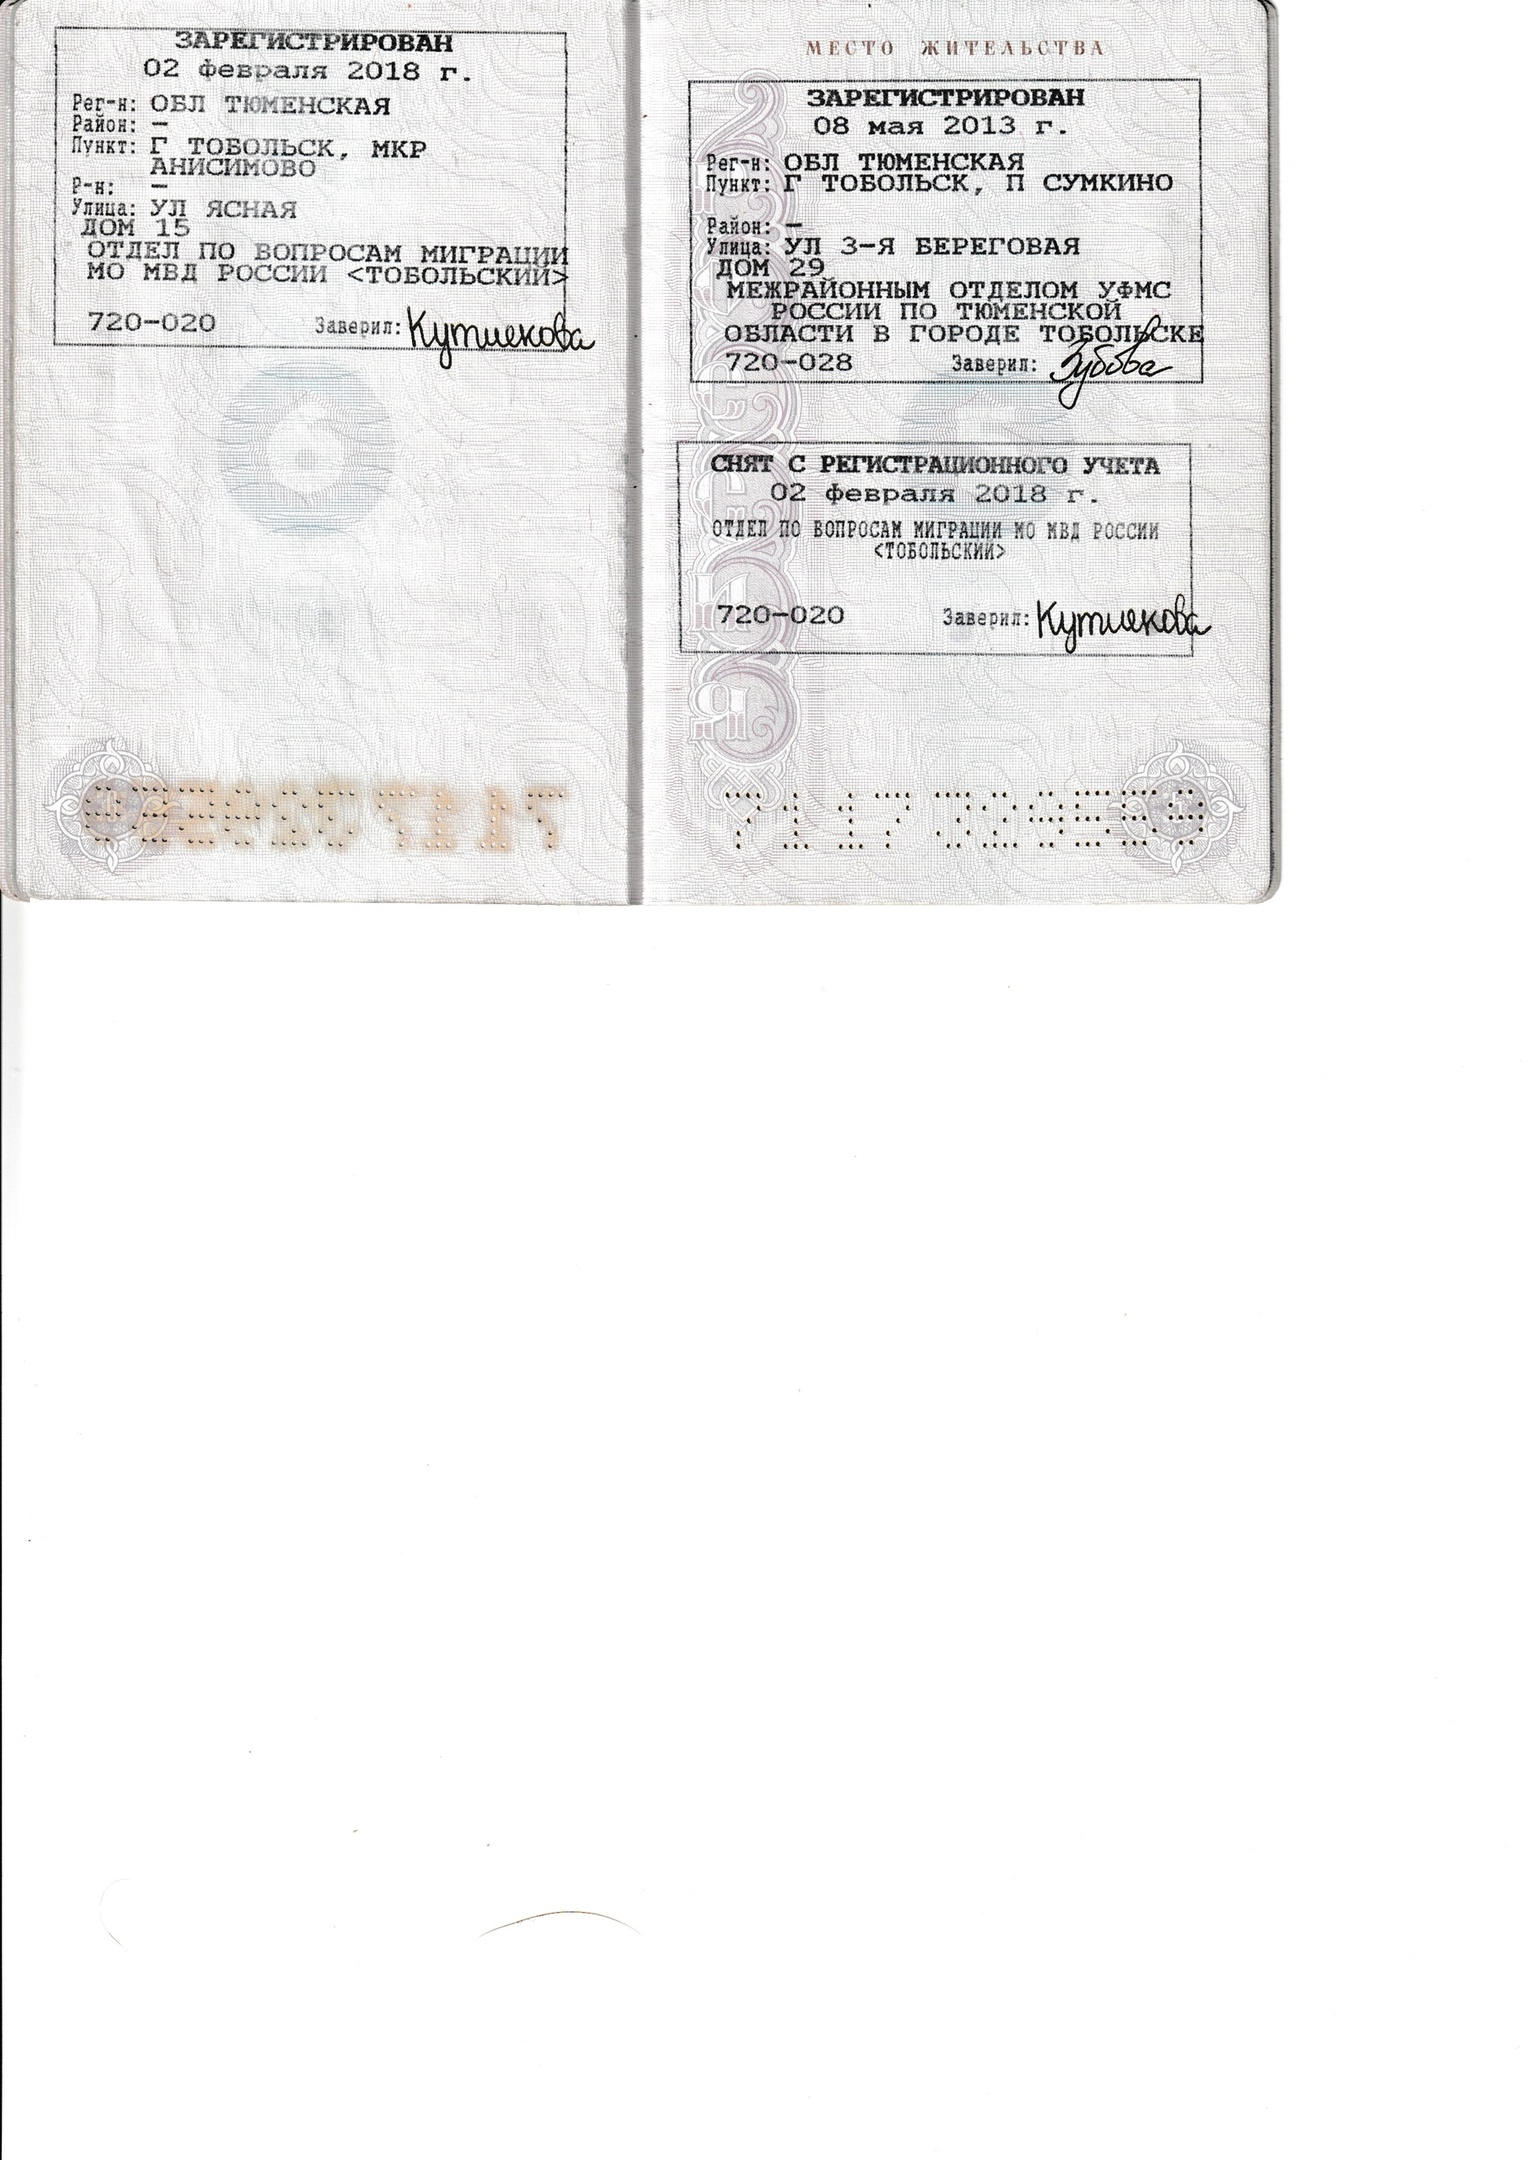 ЗАРЕГИСТРИРОВАН
02 февраля 2018 г.
Рег-н: ОБЛ ТЮМЕНСКАЯ
Район: –
Пункт: Г ТОБОЛЬСК, МКР
АНИСИМОВО
Р-н: –
Улица: УЛ ЯСНАЯ
ДОМ 15
ОТДЕЛ ПО ВОПРОСАМ МИГРАЦИИ
МО МВД РОССИИ <ТОБОЛЬСКИЙ>
720-020 Заверил:
МЕСТО ЖИТЕЛЬСТВА
ЗАРЕГИСТРИРОВАН
08 мая 2013 г.
Рег-н: ОБЛ ТЮМЕНСКАЯ
Пункт: Г ТОБОЛЬСК, П СУМКИНО
Район: –
Улица: УЛ 3-Я БЕРЕГОВАЯ
ДОМ 29
МЕЖРАЙОННЫМ ОТДЕЛОМ УФМС
РОССИИ ПО ТЮМЕНСКОЙ
ОБЛАСТИ В ГОРОДЕ ТОБОЛЬСКЕ
720-028 Заверил: Зубова
СНЯТ С РЕГИСТРАЦИОННОГО УЧЕТА
02 февраля 2018 г.
ОТДЕЛ ПО ВОПРОСАМ МИГРАЦИИ МО МВД РОССИИ
<ТОБОЛЬСКИЙ>
720-020 Заверил: